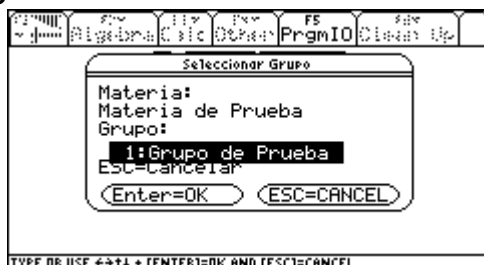 Algebra Calc Other PrgmIO Clean Up
F5
Seleccionar Grupo
Materia:
Materia de Prueba
Grupo:
1:Grupo de Prueba
ESC=Cancelar
Enter=OK ESC=CANCEL
TYPE OR USE ←→↑↓ + [ENTER]=OK AND [ESC]=CANCEL